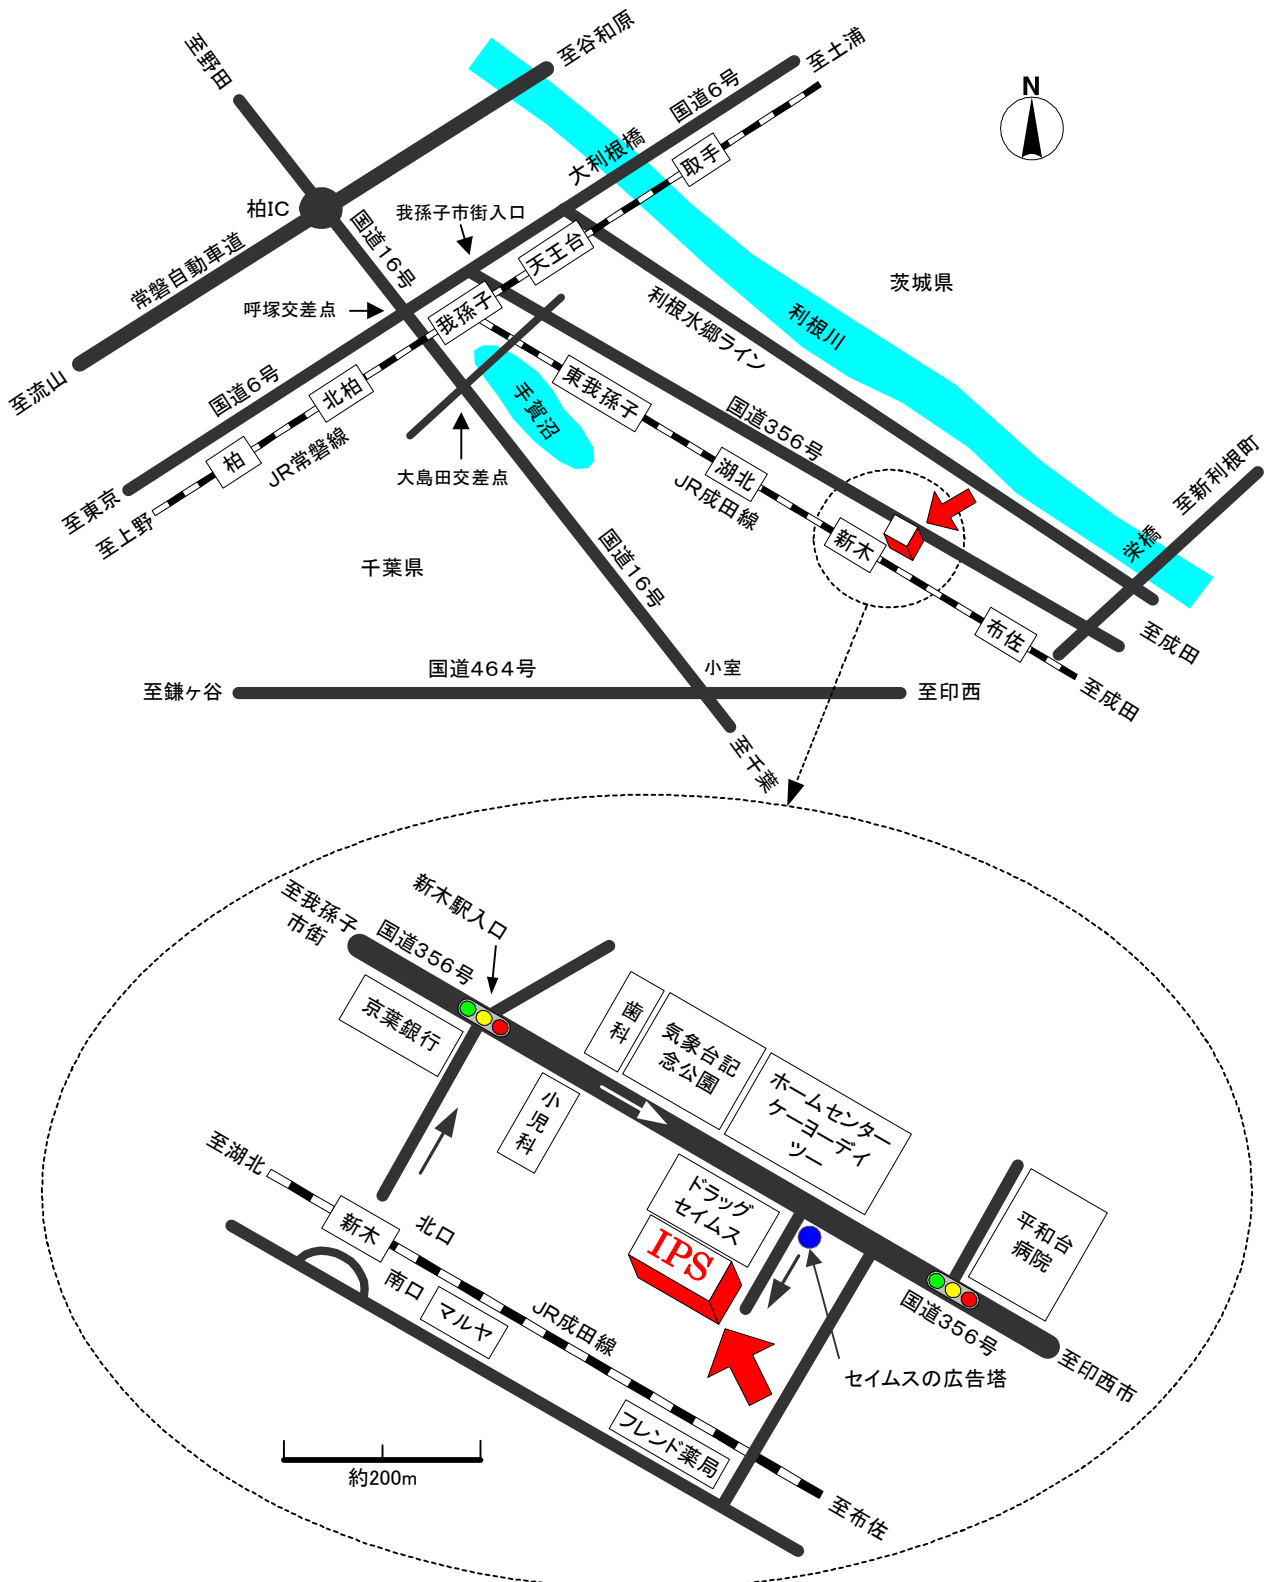 至野田
至谷和原
国道6号
至土浦
N
大利根橋
取手
柏IC
国道16号
我孫子市街入口
天王台
常磐自動車道
茨城県
呼塚交差点
我孫子
利根水郷ライン
利根川
至流山
国道6号
北柏
東我孫子
手賀沼
国道356号
柏
JR常磐線
湖北
至新利根町
大島田交差点
JR成田線
至東京
至上野
新木
栄橋
千葉県
国道16号
布佐
至成田
国道464号
小室
至鎌ヶ谷
至印西
至成田
至千葉
至我孫子
市街
国道356号
新木駅入口
京葉銀行
歯科
気象台記
念公園
ホームセンター
ケーヨーディ
ツー
小児科
至湖北
新木
北口
ドラッグ
セイムス
平和台
病院
IPS
南口
マルヤ
JR成田線
国道356号
至印西市
セイムスの広告塔
フレンド薬局
約200m
至布佐